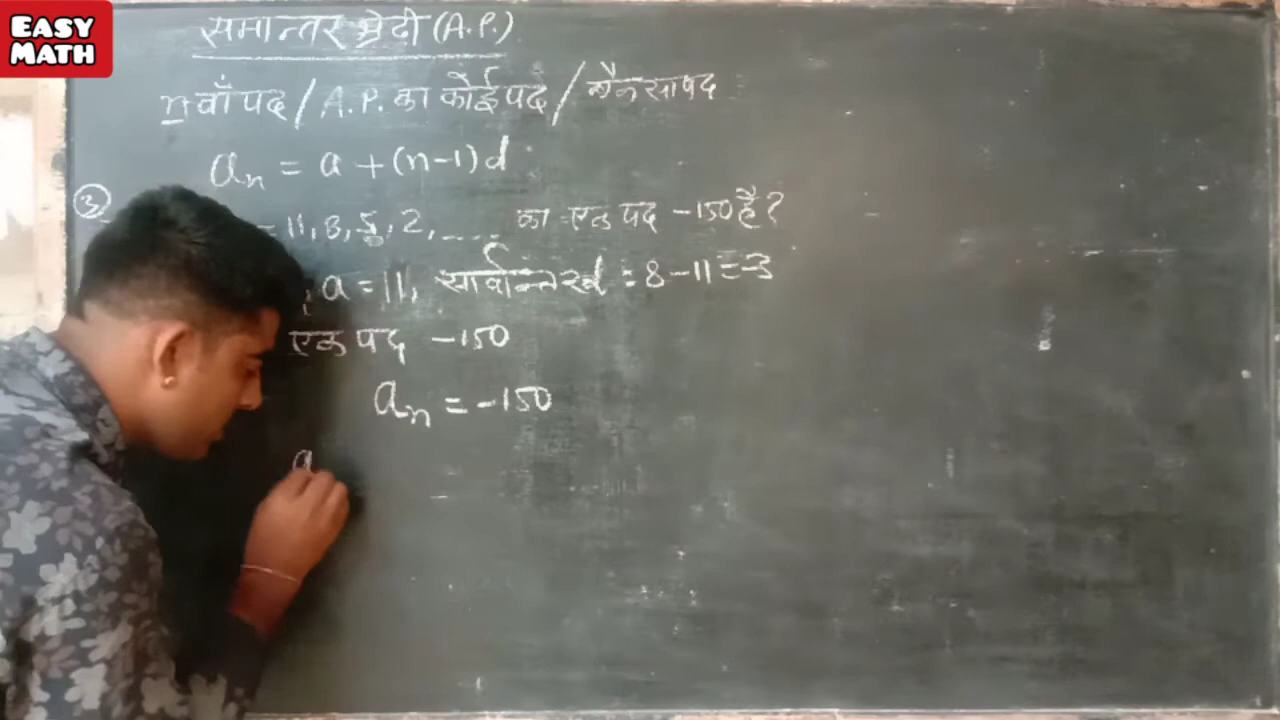 EASY
MATH
समान्तर श्रेढी (A.P.)
n वाँ पद / A.P. का कोई पद / कौन सा पद
an = a + (n-1)d
3
11, 8, 5, 2, .... का एक पद -150 है?
a = 11, सार्वान्तर d = 8-11 = -3
एक पद -150
an = -150
a